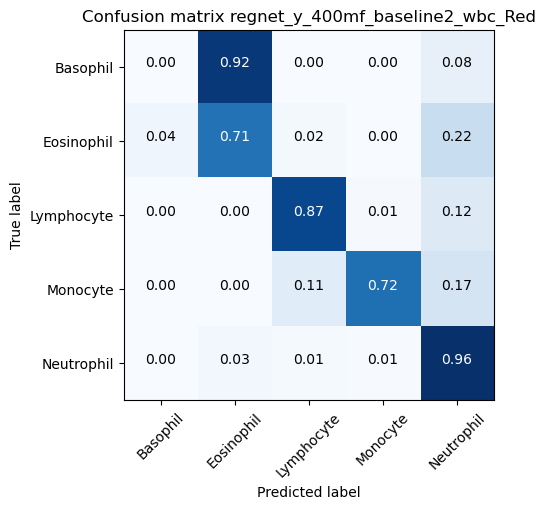 Confusion matrix regnet_y_400mf_baseline2_wbc_Red
Basophil 0.00 0.92 0.00 0.00 0.08
Eosinophil 0.04 0.71 0.02 0.00 0.22
Lymphocyte 0.00 0.00 0.87 0.01 0.12
Monocyte 0.00 0.00 0.11 0.72 0.17
Neutrophil 0.00 0.03 0.01 0.01 0.96
True label
Basophil Eosinophil Lymphocyte Monocyte Neutrophil
Predicted label